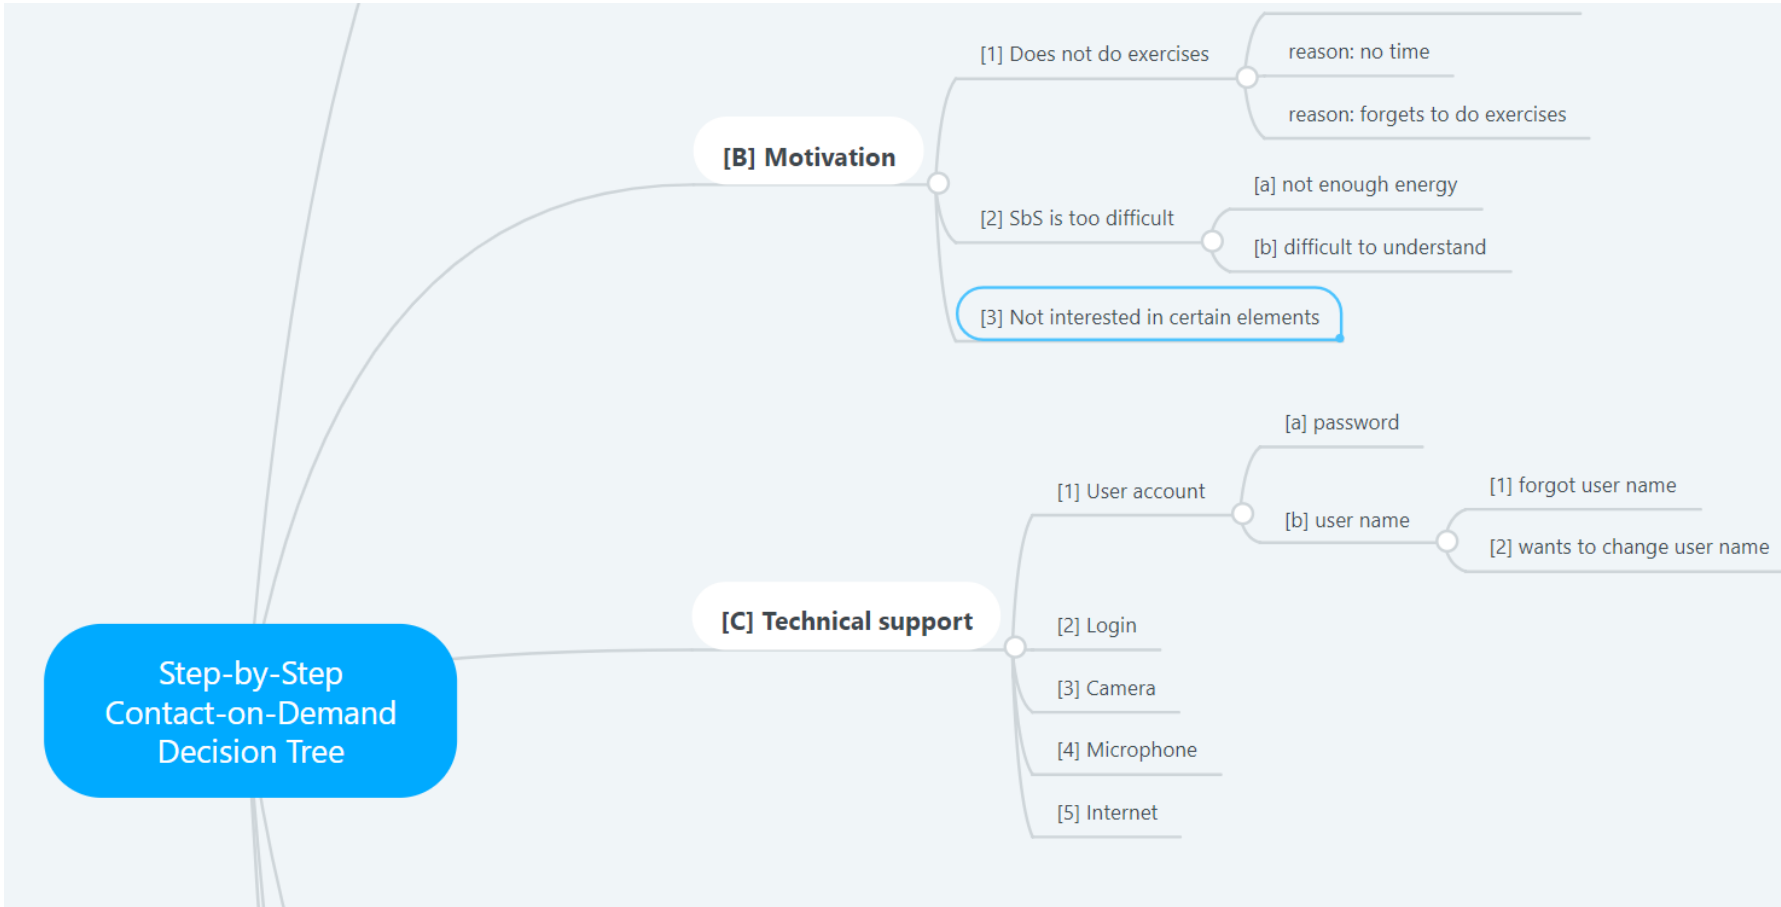 [1] Does not do exercises
reason: no time
reason: forgets to do exercises
[B] Motivation
[2] SbS is too difficult
[a] not enough energy
[b] difficult to understand
[3] Not interested in certain elements
[C] Technical support
[1] User account
[a] password
[b] user name
[1] forgot user name
[2] wants to change user name
[2] Login
[3] Camera
[4] Microphone
[5] Internet
Step-by-Step
Contact-on-Demand
Decision Tree